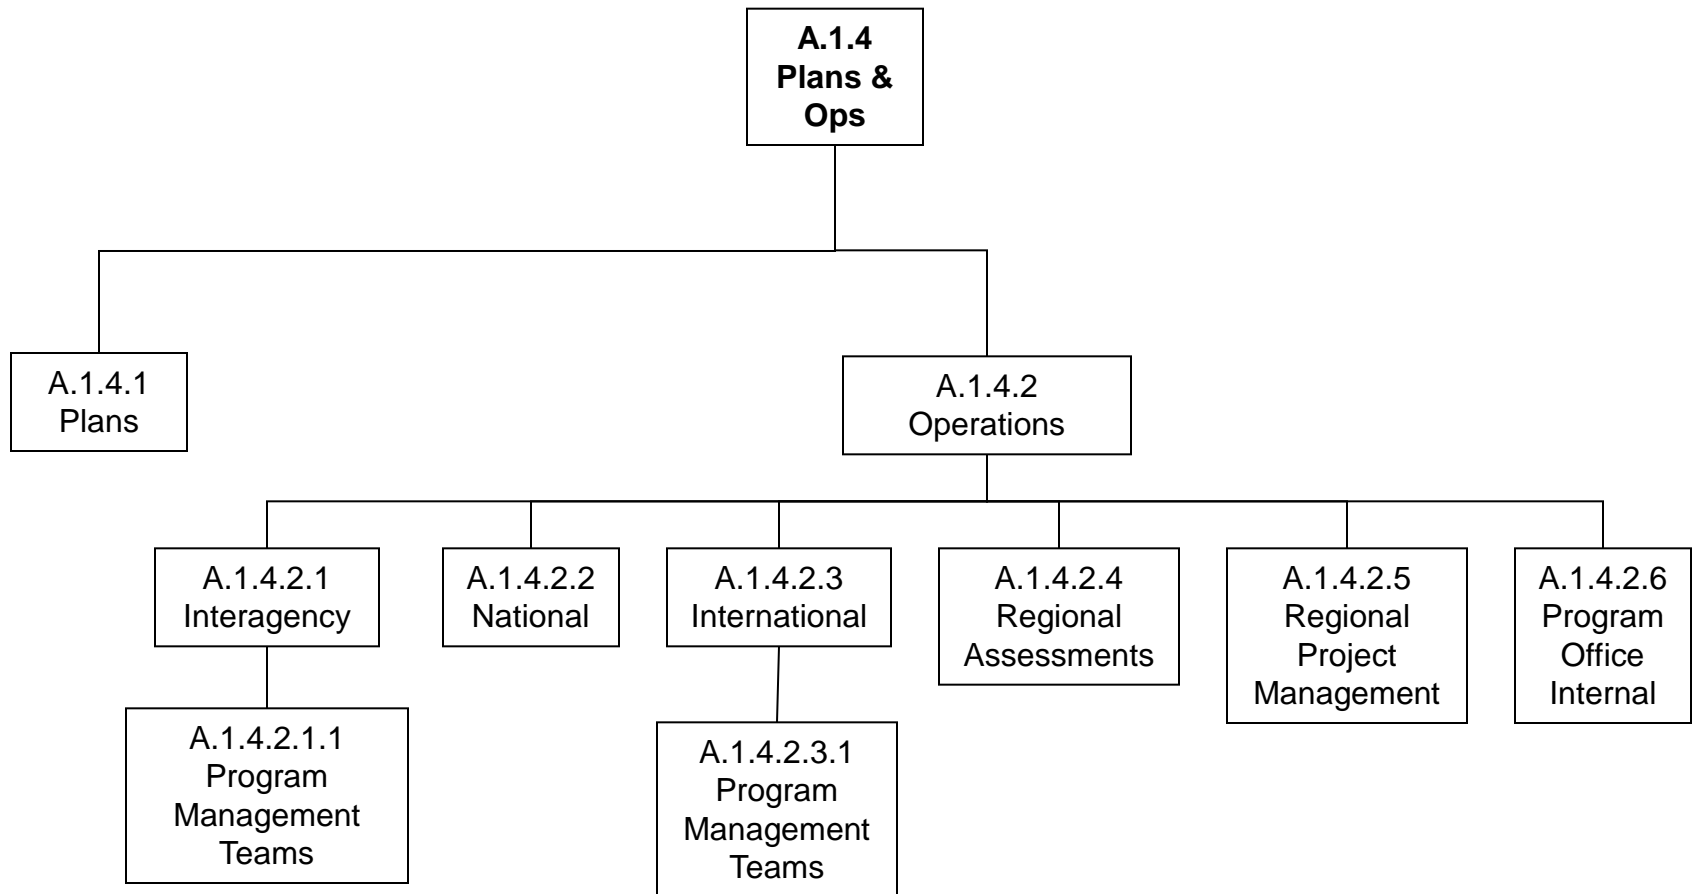 A.1.4
Plans &
Ops
A.1.4.1
Plans
A.1.4.2
Operations
A.1.4.2.1
Interagency
A.1.4.2.2
National
A.1.4.2.3
International
A.1.4.2.4
Regional
Assessments
A.1.4.2.5
Regional
Project
Management
A.1.4.2.6
Program
Office
Internal
A.1.4.2.1.1
Program
Management
Teams
A.1.4.2.3.1
Program
Management
Teams